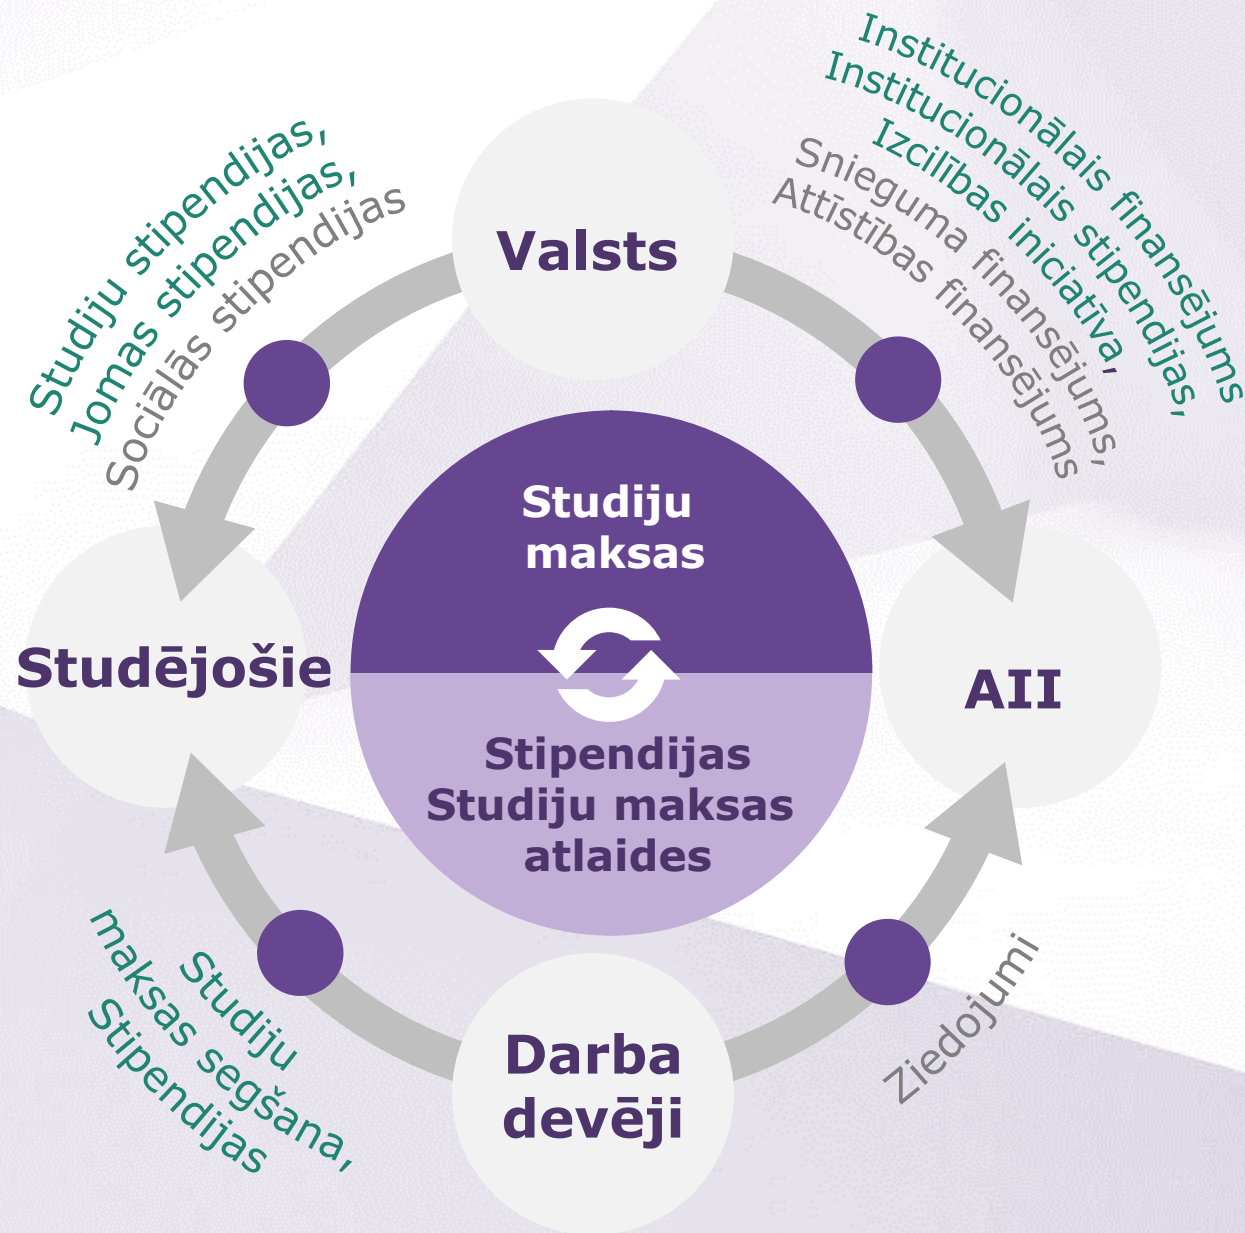 Studiju stipendijas,
Jomas stipendijas,
Sociālās stipendijas
Valsts
Institucionālais finansējums
Institucionālais stipendijas,
Izcilības iniciatīva,
Snieguma finansējums,
Attīstības finansējums
Studiju
maksas
Studējošie
AII
Stipendijas
Studiju maksas
atlaides
Studiju
maksas segšana,
Stipendijas
Darba
devēji
Ziedojumi